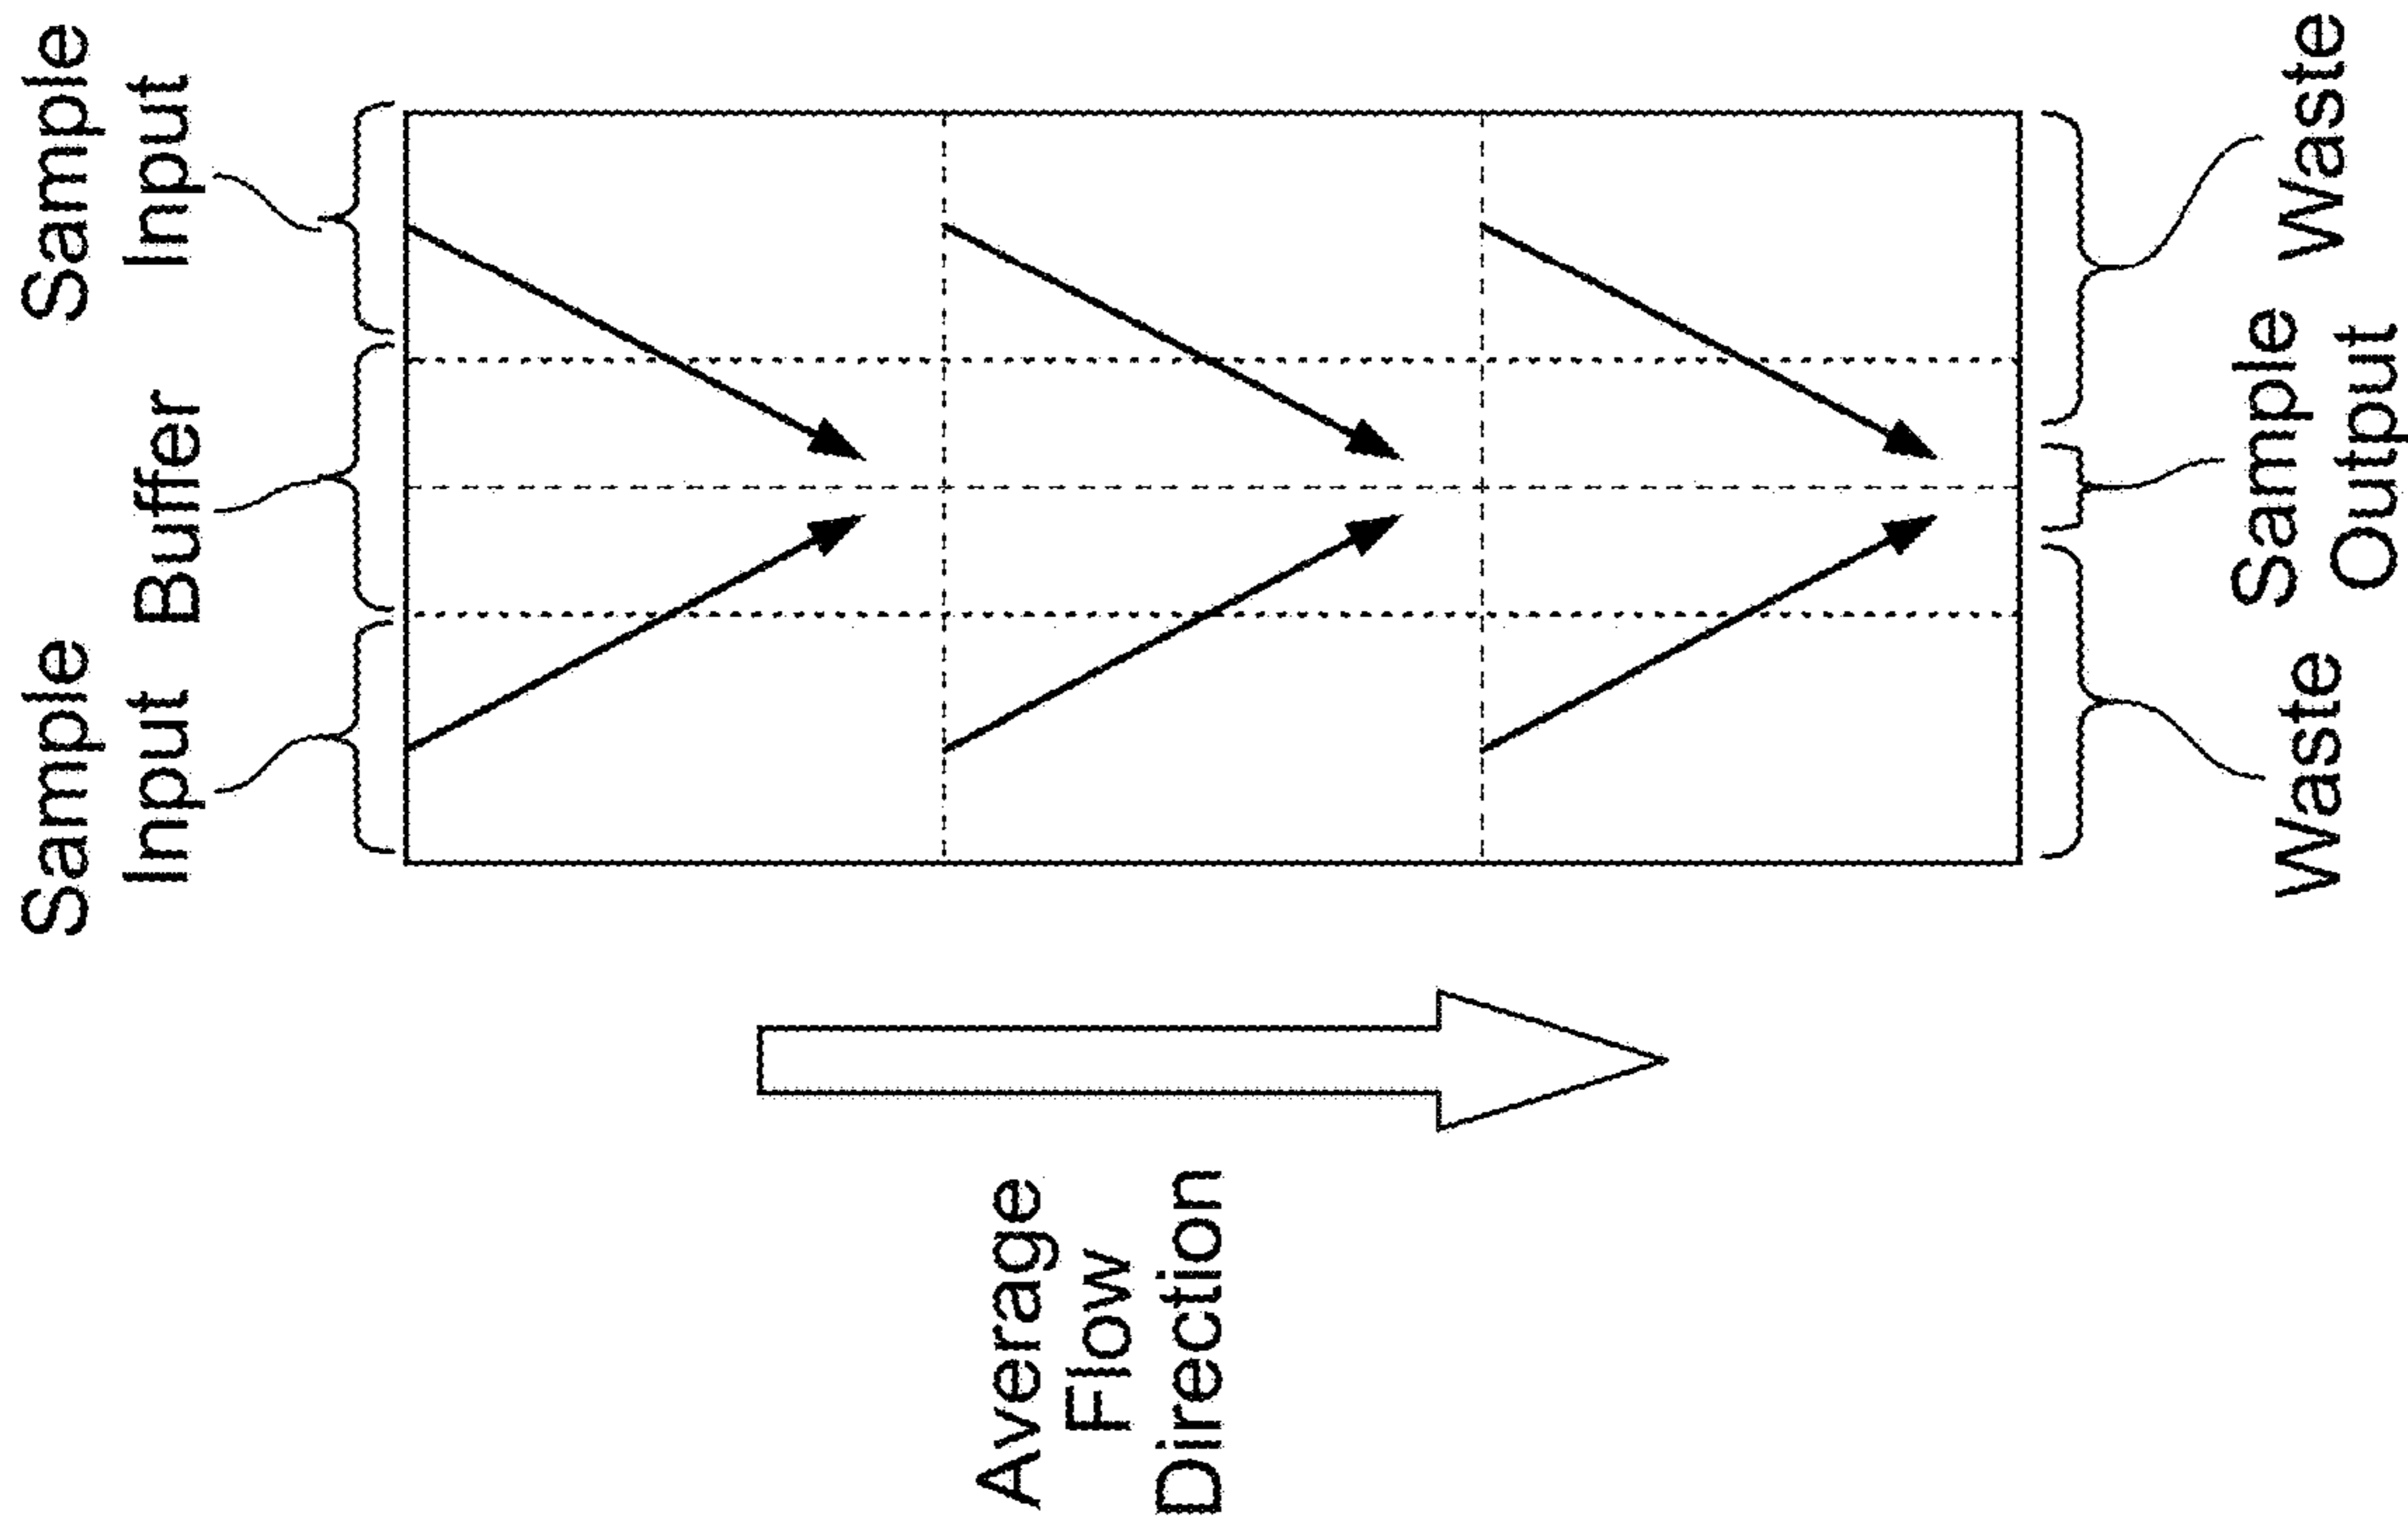 Sample
Input
Buffer
Sample
Input
Average
Flow
Direction
Waste
Sample
Output
Waste